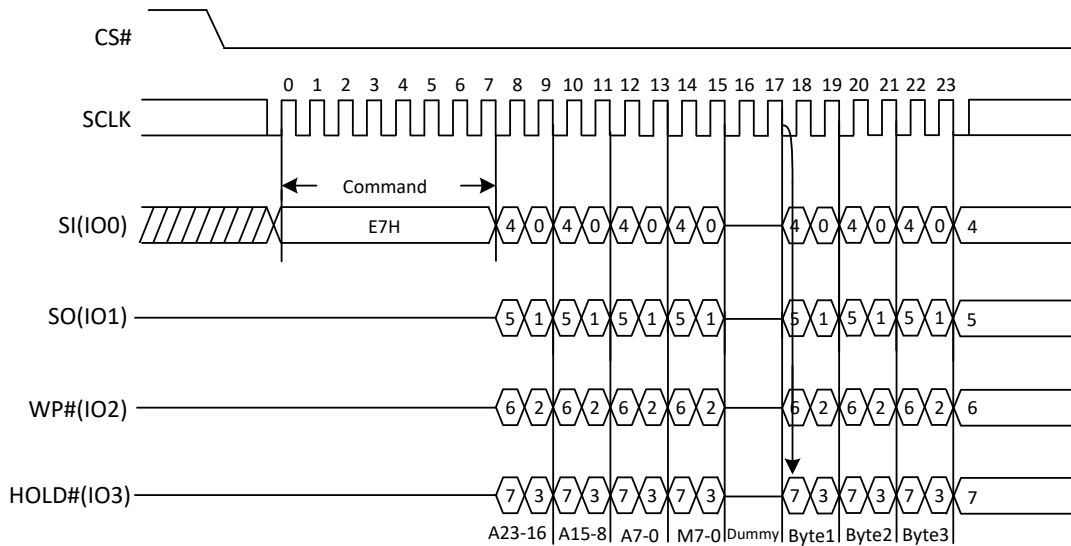 CS#
0 1 2 3 4 5 6 7 8 9 10 11 12 13 14 15 16 17 18 19 20 21 22 23
SCLK
Command
SI(IO0) E7H 4 0 4 0 4 0 4 0 4 0 4 0 4 0 4
SO(IO1) 5 1 5 1 5 1 5 1 5 1 5 1 5 1 5
WP#(IO2) 6 2 6 2 6 2 6 2 6 2 6 2 6 2 6
HOLD#(IO3) 7 3 7 3 7 3 7 3 7 3 7 3 7 3 7
A23-16 A15-8 A7-0 M7-0 Dummy Byte1 Byte2 Byte3